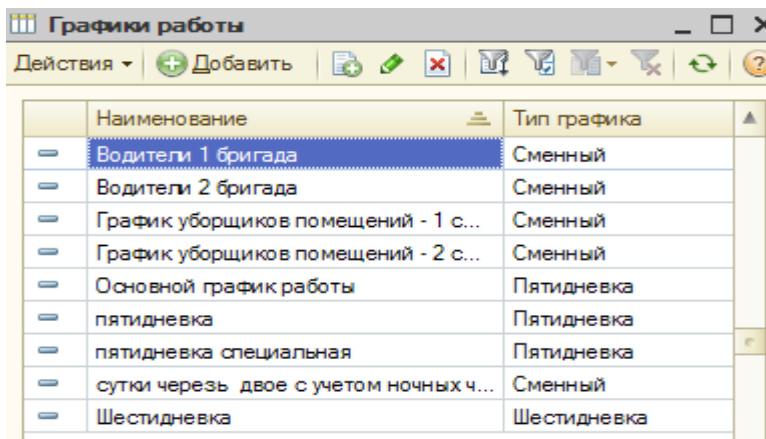 Графики работы
Действия Добавить
Наименование Тип графика
Водители 1 бригада Сменный
Водители 2 бригада Сменный
График уборщиков помещений - 1 с... Сменный
График уборщиков помещений - 2 с... Сменный
Основной график работы Пятидневка
пятидневка Пятидневка
пятидневка специальная Пятидневка
сутки черезь двое с учетом ночных ч... Сменный
Шестидневка Шестидневка